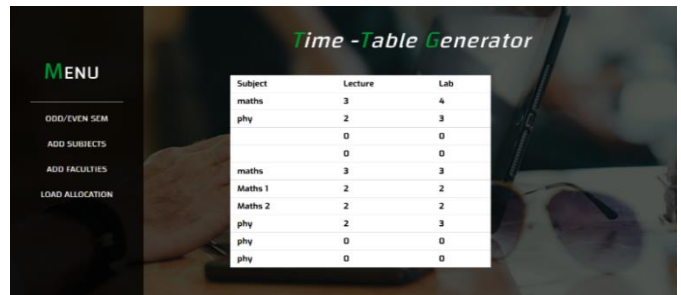 Time -Table Generator
MENU
ODD/EVEN SEM
ADD SUBJECTS
ADD FACULTIES
LOAD ALLOCATION
Subject Lecture Lab
maths 3 4
phy 2 3
0 0
0 0
maths 3 3
Maths 1 2 2
Maths 2 2 2
phy 2 3
phy 0 0
phy 0 0